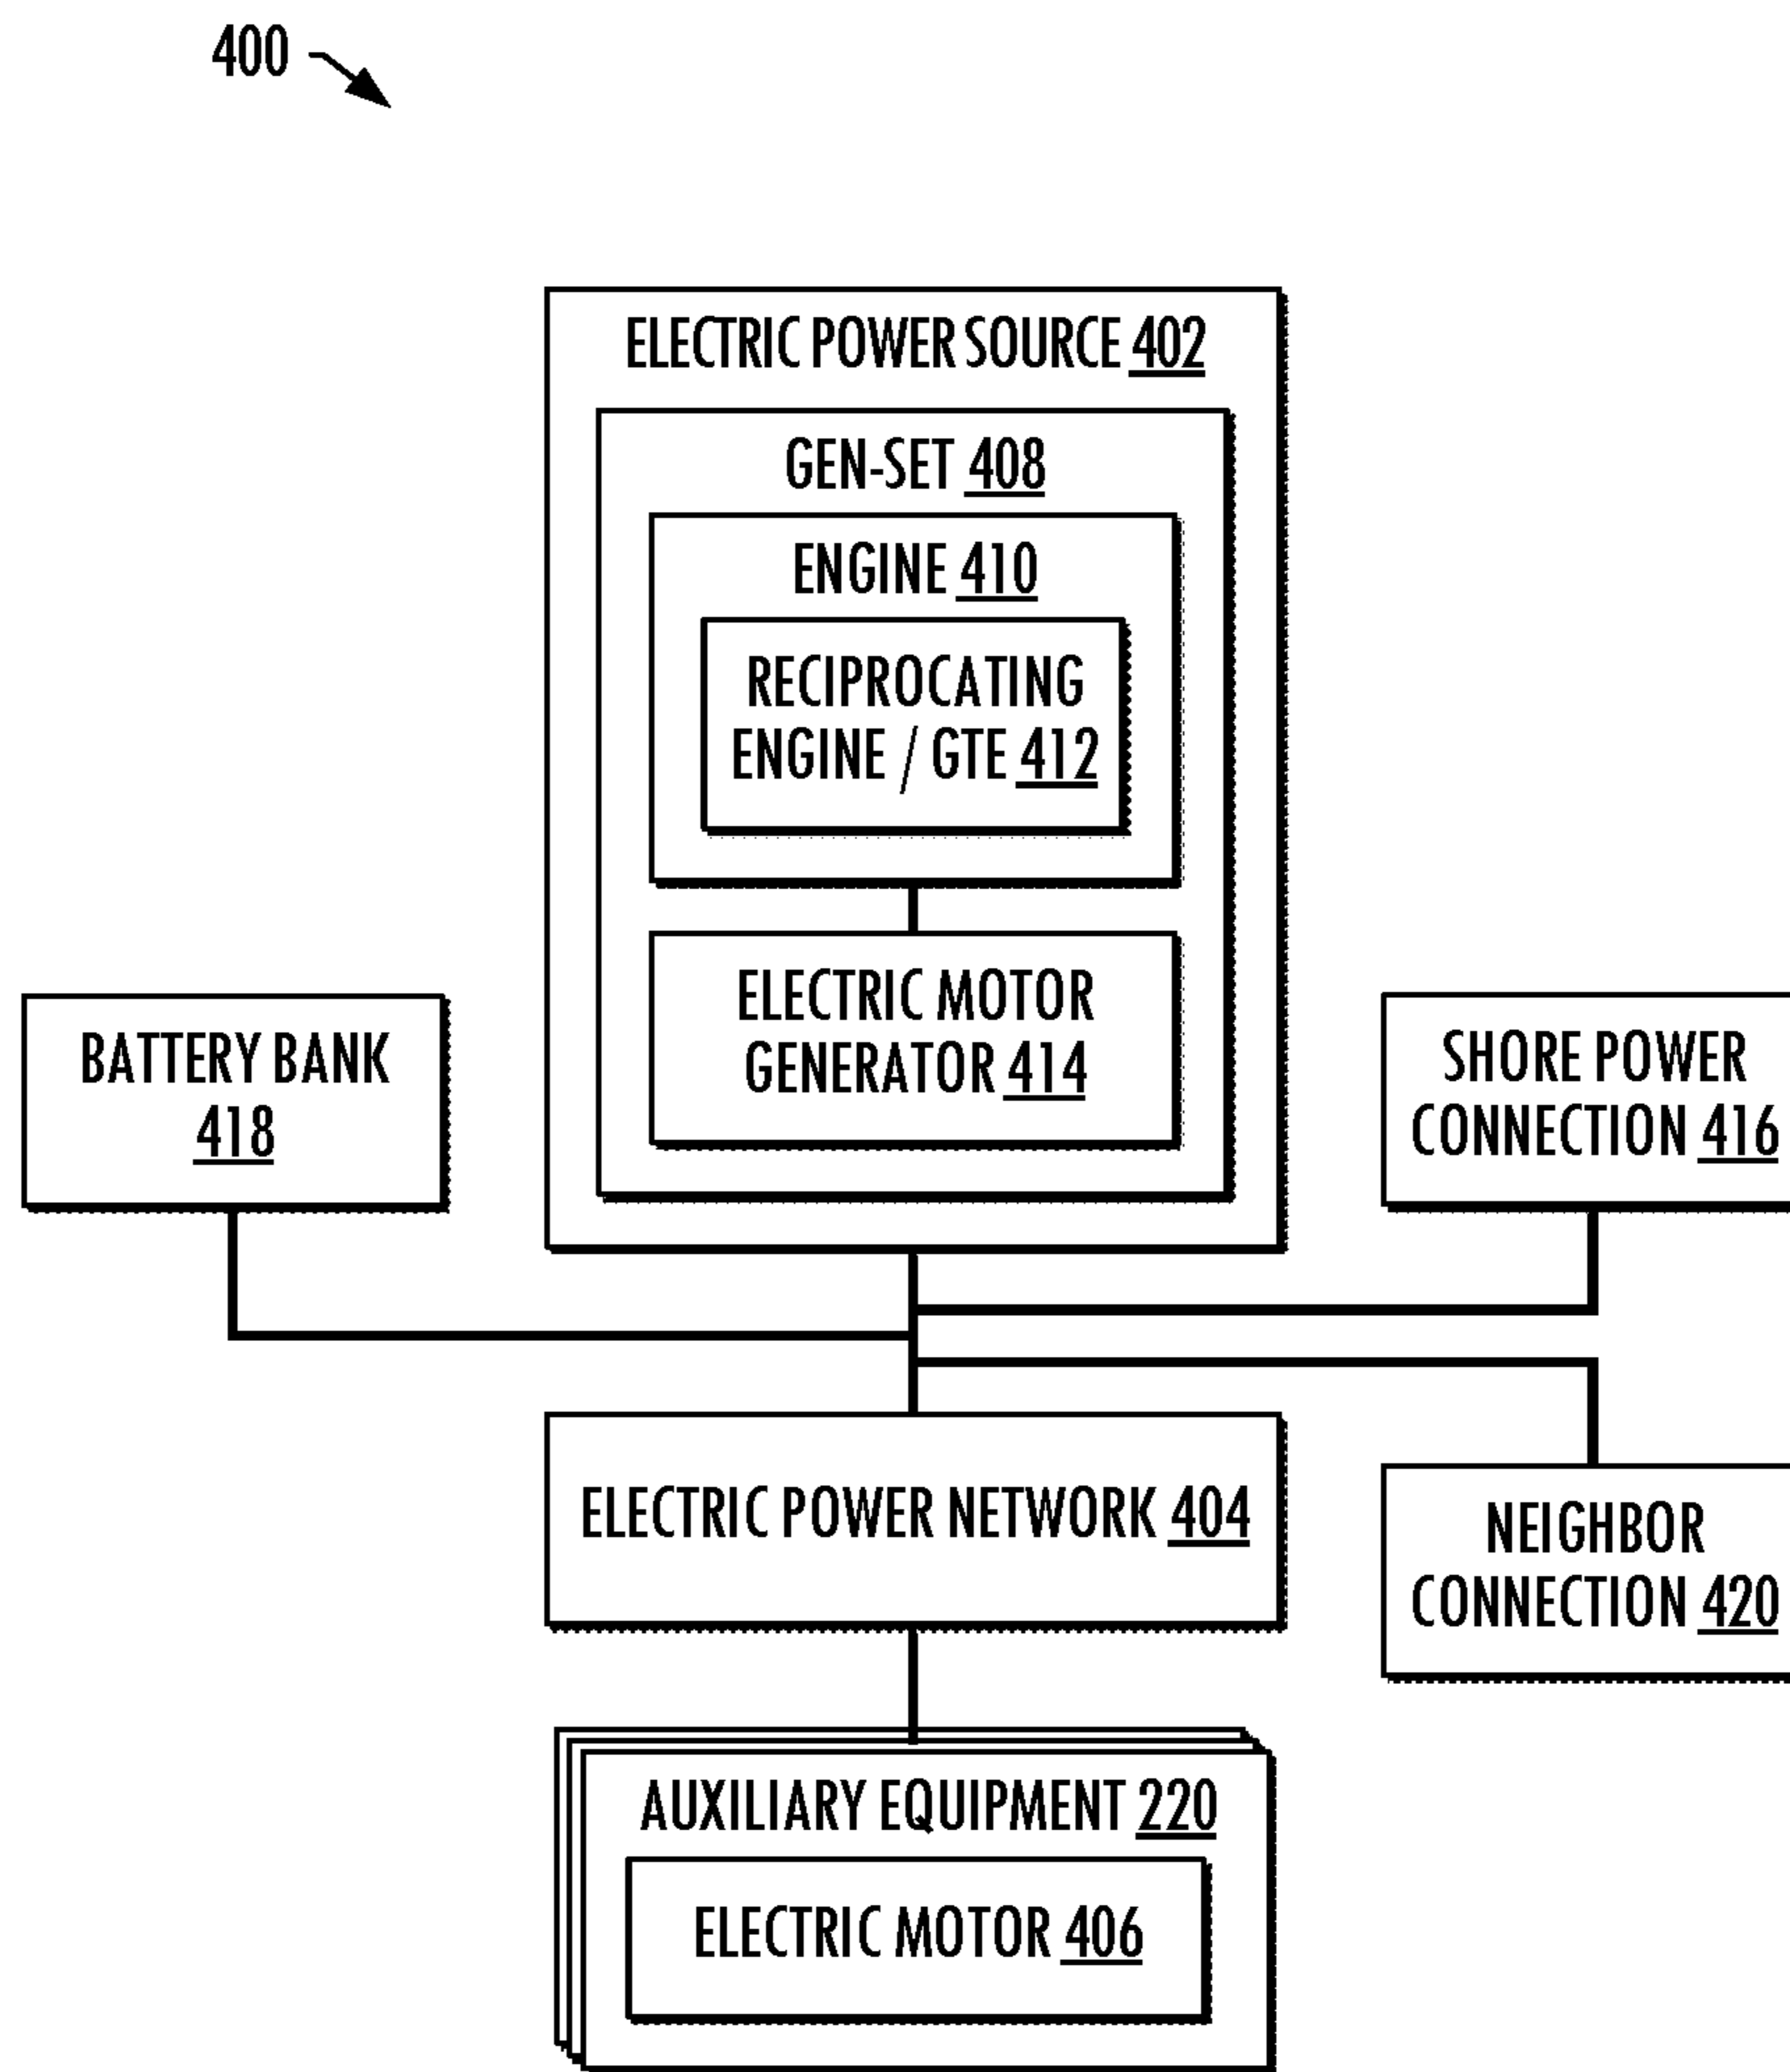 400
ELECTRIC POWER SOURCE 402
GEN-SET 408
ENGINE 410
RECIPROCATING
ENGINE / GTE 412
ELECTRIC MOTOR
GENERATOR 414
BATTERY BANK
418
SHORE POWER
CONNECTION 416
ELECTRIC POWER NETWORK 404
NEIGHBOR
CONNECTION 420
AUXILIARY EQUIPMENT 220
ELECTRIC MOTOR 406